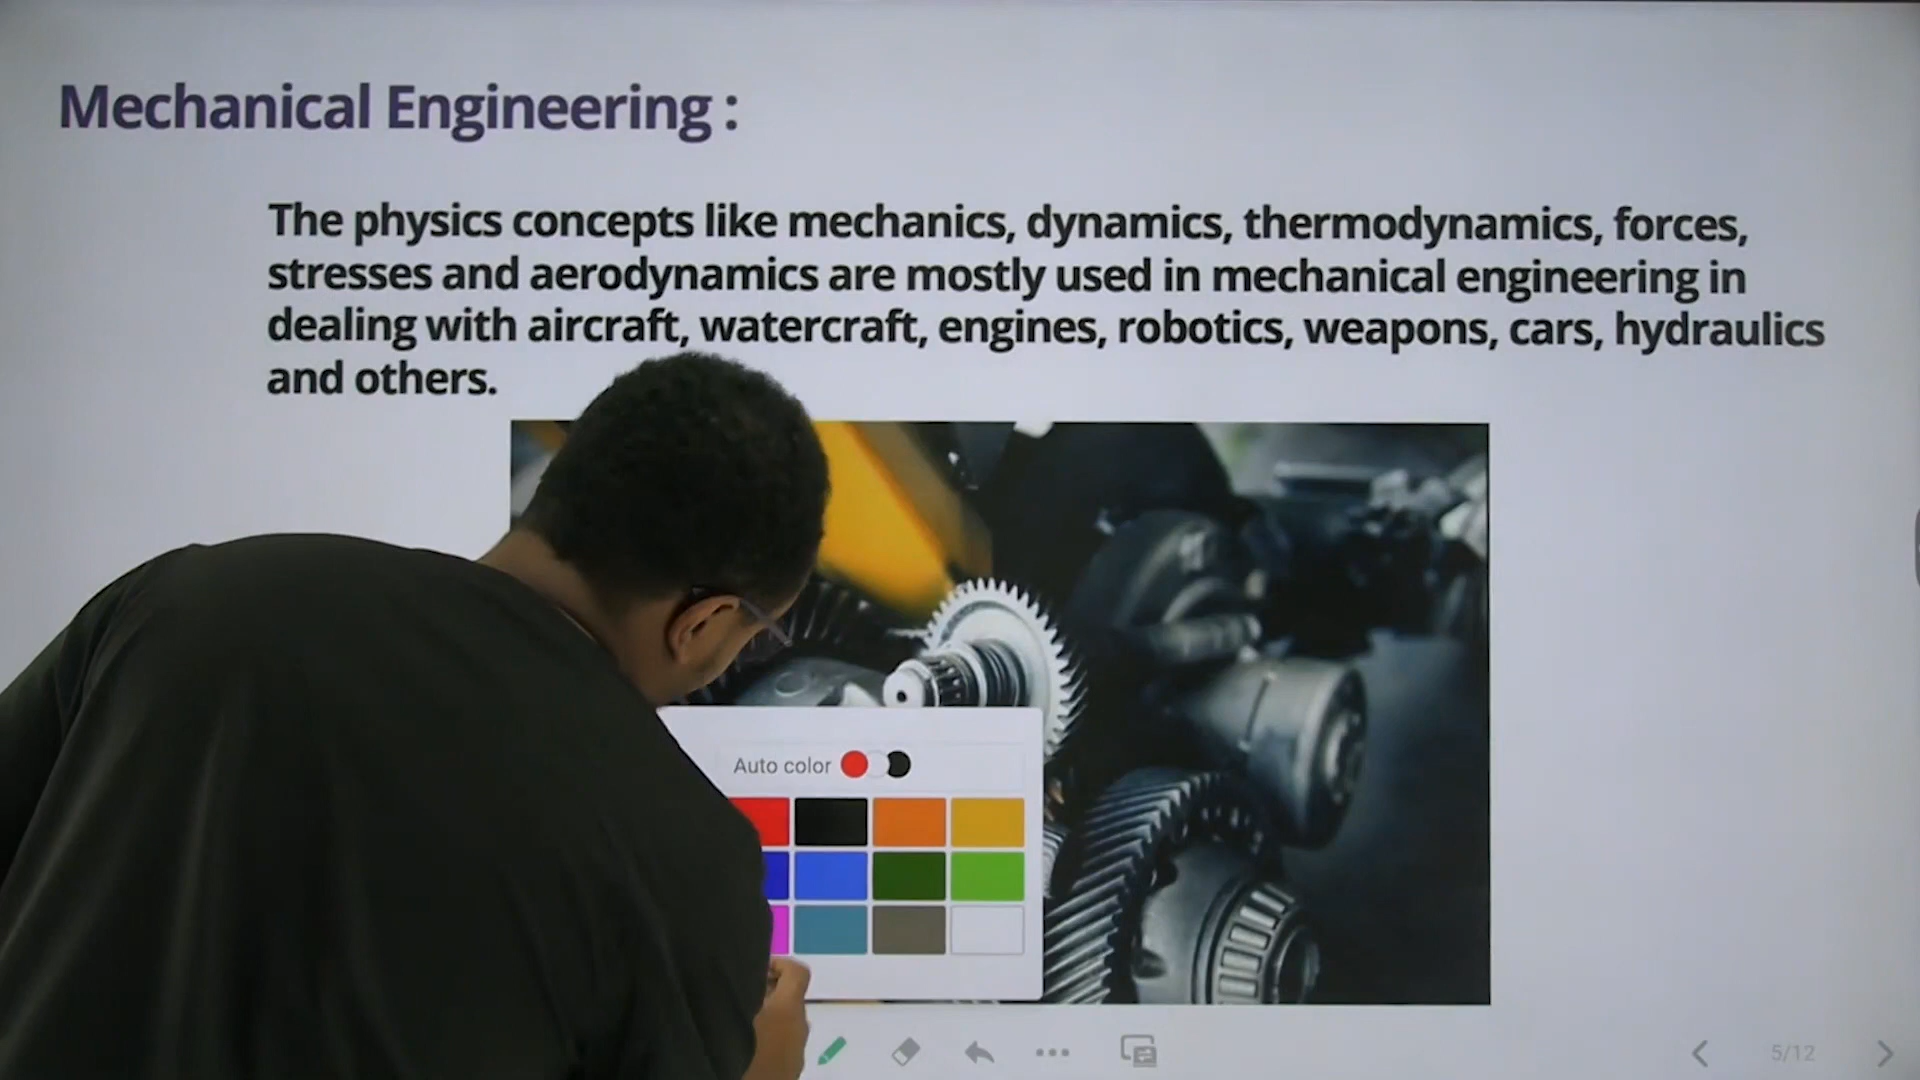 Mechanical Engineering :
The physics concepts like mechanics, dynamics, thermodynamics, forces,
stresses and aerodynamics are mostly used in mechanical engineering in
dealing with aircraft, watercraft, engines, robotics, weapons, cars, hydraulics
and others.
Auto color
5/12